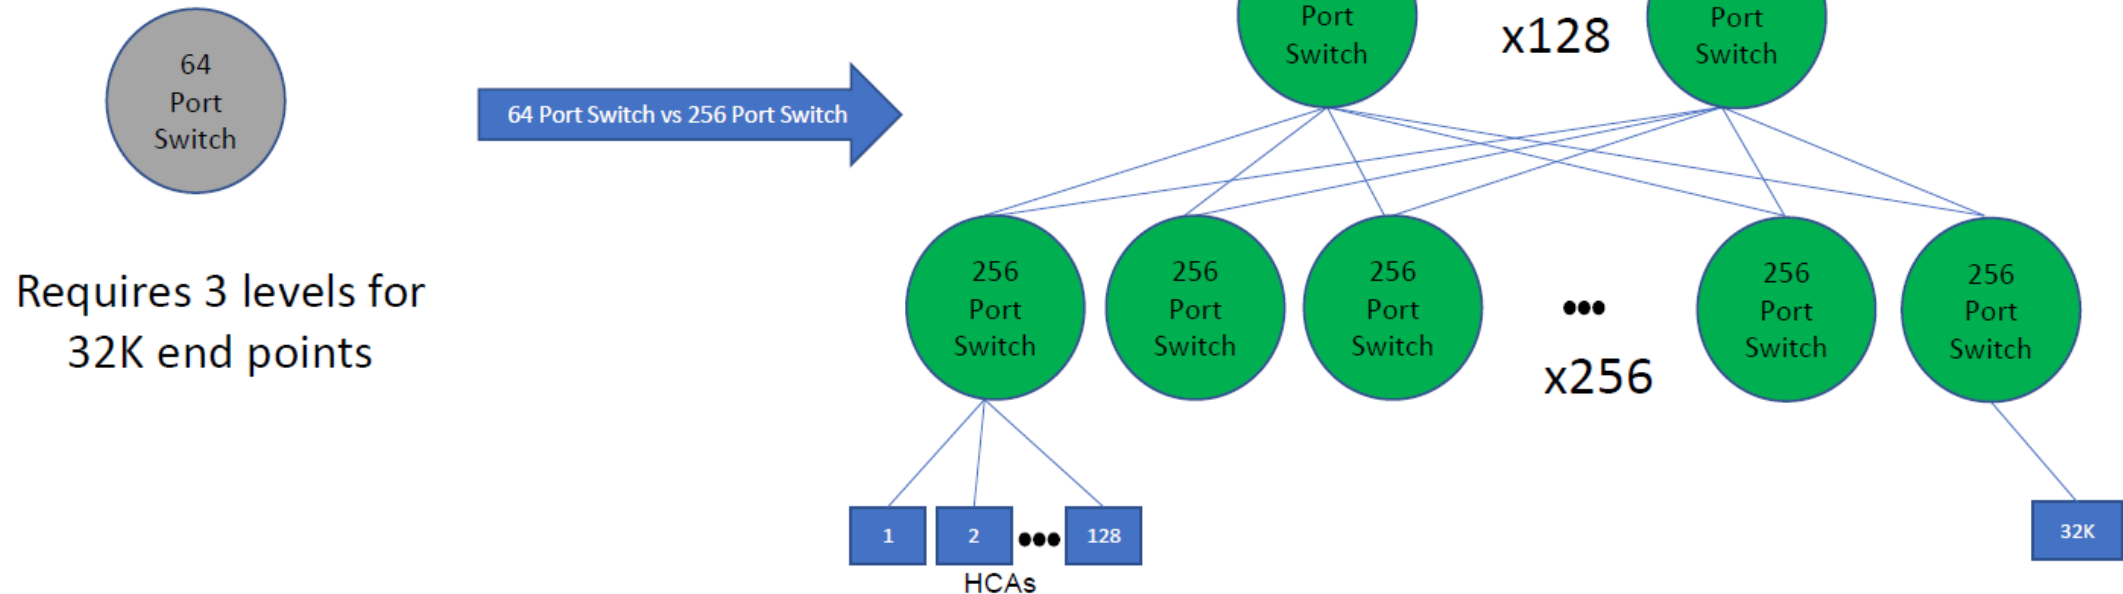 64
Port
Switch
64 Port Switch vs 256 Port Switch
Requires 3 levels for
32K end points
Port
Switch
x128
Port
Switch
256
Port
Switch
256
Port
Switch
256
Port
Switch
•••
x256
256
Port
Switch
256
Port
Switch
1
2
•••
128
HCAs
32K